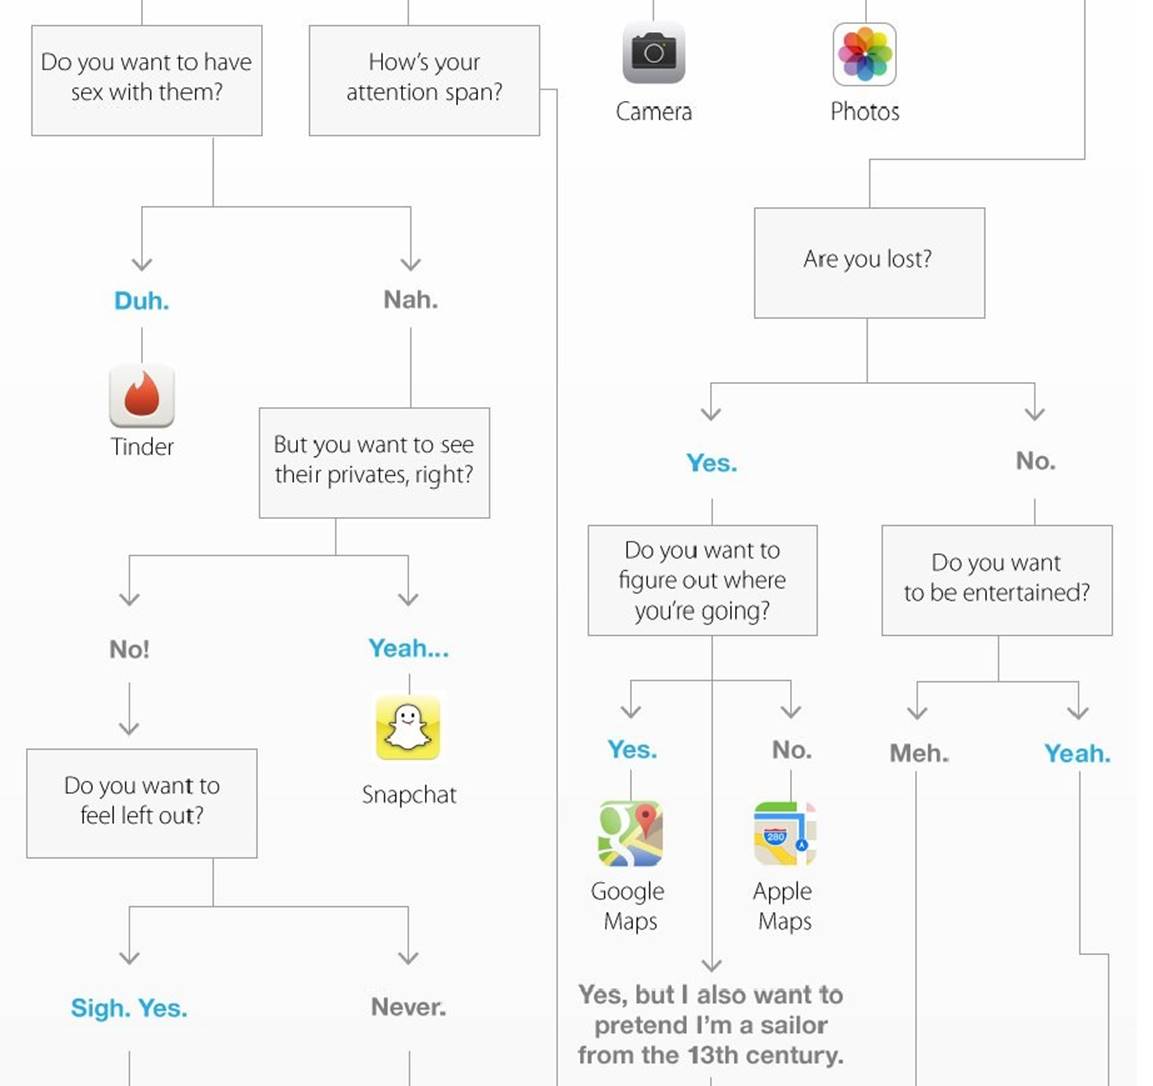 Do you want to have
sex with them?
How's your
attention span?
Camera
Photos
Are you lost?
Duh.
Nah.
Tinder
But you want to see
their privates, right?
Yes.
No.
Do you want to
figure out where
you're going?
Do you want
to be entertained?
No!
Yeah...
Snapchat
Yes.
No.
Meh.
Yeah.
Do you want to
feel left out?
280
Google
Maps
Apple
Maps
Sigh. Yes.
Never.
Yes, but I also want to
pretend I'm a sailor
from the 13th century.